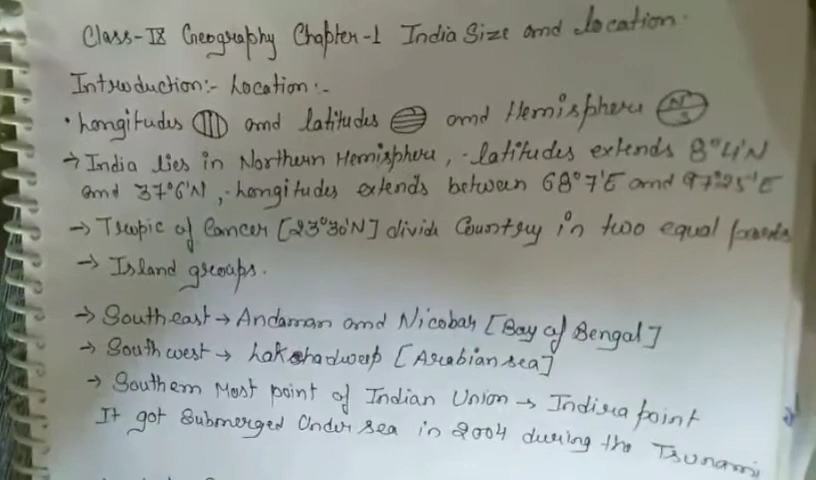 Class-IX Geography Chapter-1 India Size and Location.
Introduction:- Location:-
• Longitudes and latitudes and Hemisphere N S
→ India lies in Northern Hemisphere, latitudes extends 8°4'N
and 37°6'N, Longitudes extends between 68°7'E and 97°25'E
→ Tropic of Cancer [23°30'N] divide Country in two equal
→ Island groups.
→ Southeast → Andaman and Nicobar [Bay of Bengal]
→ Southwest → Lakshadweep [Arabian sea]
→ Southern Most point of Indian Union → Indira point
It got Submerged Under sea in 2004 during the Tsunami